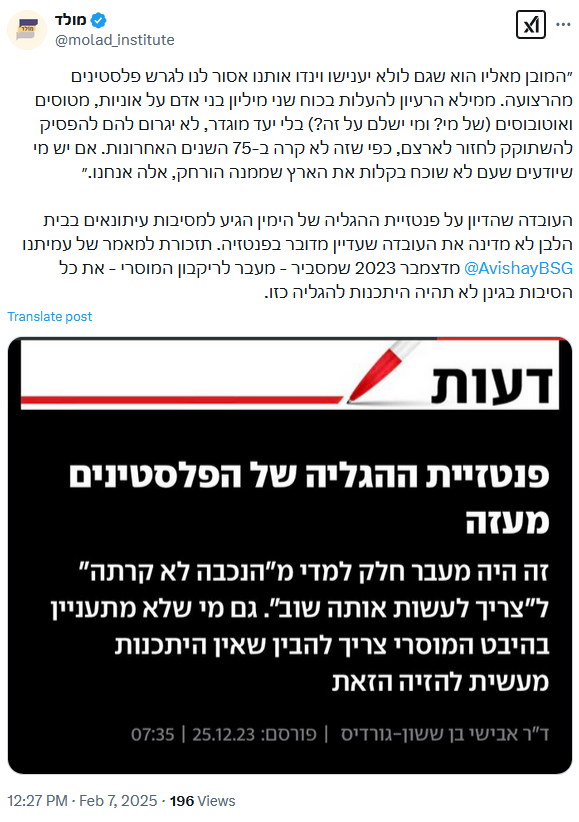 מולד
@molad_institute
"המובן מאליו הוא שגם לולא יענישו וינדו אותנו אסור לנו לגרש פלסטינים
מהרצועה. ממילא הרעיון להעלות בכוח שני מיליון בני אדם על אוניות, מטוסים
ואוטובוסים (של מי? ומי ישלם על זה?) בלי יעד מוגדר, לא יגרום להם להפסיק
להשתוקק לחזור לארצם, כפי שזה לא קרה ב-75 השנים האחרונות. אם יש מי
שיודעים שעם לא שוכח בקלות את הארץ שממנה הורחק, אלה אנחנו."
העובדה שהדיון על פנטזיית ההגליה של הימין הגיע למסיבות עיתונאים בבית
הלבן לא מדינה את העובדה שעדיין מדובר בפנטזיה. תזכורת למאמר של עמיתנו
@AvishayBSG מדצמבר 2023 שמסביר - מעבר לריקבון המוסרי - את כל
הסיבות בגינן לא תהיה היתכנות להגליה כזו.
Translate post
דעות
פנטזיית ההגליה של הפלסטינים
מעזה
זה היה מעבר חלק למדי מ"הנכבה לא קרתה"
ל"צריך לעשות אותה שוב". גם מי שלא מתעניין
בהיבט המוסרי צריך להבין שאין היתכנות
מעשית להזיה הזאת
ד"ר אבישי בן ששון-גורדיס | פורסם: 25.12.23 | 07:35
12:27 PM · Feb 7, 2025 · 196 Views